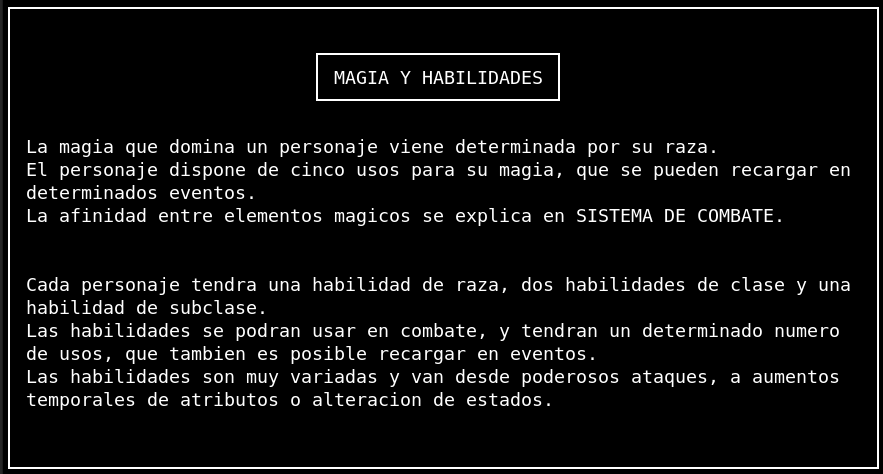 MAGIA Y HABILIDADES
La magia que domina un personaje viene determinada por su raza.
El personaje dispone de cinco usos para su magia, que se pueden recargar en
determinados eventos.
La afinidad entre elementos magicos se explica en SISTEMA DE COMBATE.
Cada personaje tendra una habilidad de raza, dos habilidades de clase y una
habilidad de subclase.
Las habilidades se podran usar en combate, y tendran un determinado numero
de usos, que tambien es posible recargar en eventos.
Las habilidades son muy variadas y van desde poderosos ataques, a aumentos
temporales de atributos o alteracion de estados.